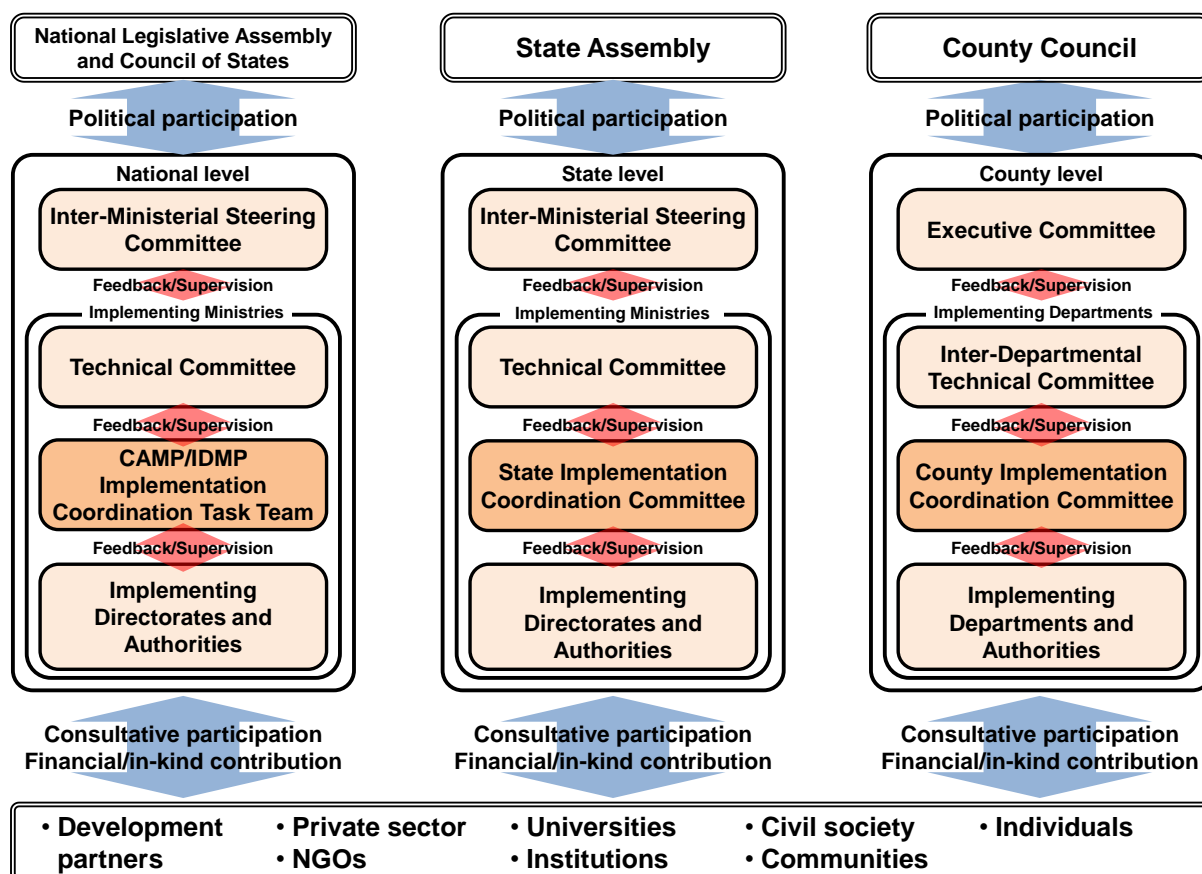 National Legislative Assembly
and Council of States
Political participation
National level
Inter-Ministerial Steering
Committee
Feedback/Supervision
Implementing Ministries
Technical Committee
Feedback/Supervision
CAMP/IDMP
Implementation
Coordination Task Team
Feedback/Supervision
Implementing
Directorates and
Authorities
Consultative participation
Financial/in-kind contribution
State Assembly
Political participation
State level
Inter-Ministerial Steering
Committee
Feedback/Supervision
Implementing Ministries
Technical Committee
Feedback/Supervision
State Implementation
Coordination Committee
Feedback/Supervision
Implementing
Directorates and
Authorities
Consultative participation
Financial/in-kind contribution
County Council
Political participation
County level
Executive Committee
Feedback/Supervision
Implementing Departments
Inter-Departmental
Technical Committee
Feedback/Supervision
County Implementation
Coordination Committee
Feedback/Supervision
Implementing
Departments and
Authorities
Consultative participation
Financial/in-kind contribution
• Development
partners
• Private sector
• NGOs
• Universities
• Institutions
• Civil society
• Communities
• Individuals